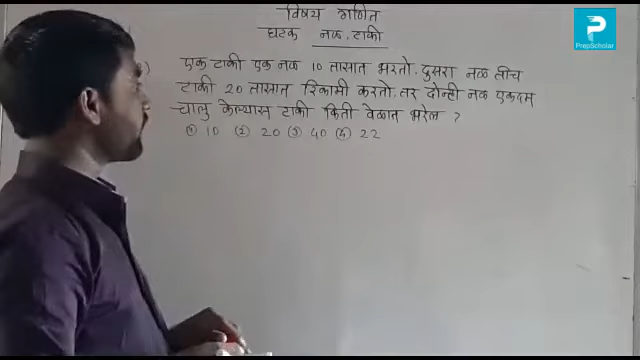 विषय गणित
घटक नळ, टाकी
PrepScholar
एक टाकी एक नळ 10 तासात भरतो. दुसरा नळ तीच
टाकी 20 तासात रिकामी करतो. तर दोन्ही नळ एकदम
चालु केल्यास टाकी किती वेळात भरेल ?
① 10 ② 20 ③ 40 ④ 22